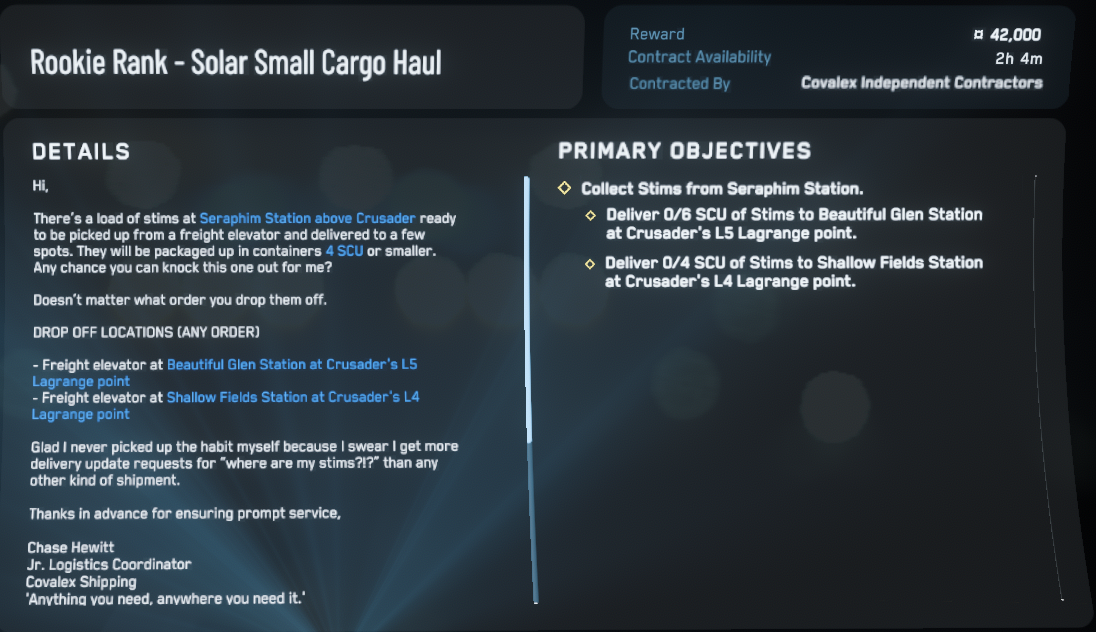 Rookie Rank - Solar Small Cargo Haul
Reward
¤ 42,000
Contract Availability
2h 4m
Contracted By
Covalex Independent Contractors
DETAILS
Hi,
There's a load of stims at Seraphim Station above Crusader ready
to be picked up from a freight elevator and delivered to a few
spots. They will be packaged up in containers 4 SCU or smaller.
Any chance you can knock this one out for me?
Doesn't matter what order you drop them off.
DROP OFF LOCATIONS (ANY ORDER)
- Freight elevator at Beautiful Glen Station at Crusader's L5
Lagrange point
- Freight elevator at Shallow Fields Station at Crusader's L4
Lagrange point
Glad I never picked up the habit myself because I swear I get more
delivery update requests for "where are my stims?!?" than any
other kind of shipment.
Thanks in advance for ensuring prompt service,
Chase Hewitt
Jr. Logistics Coordinator
Covalex Shipping
'Anything you need, anywhere you need it.'
PRIMARY OBJECTIVES
Collect Stims from Seraphim Station.
Deliver 0/6 SCU of Stims to Beautiful Glen Station
at Crusader's L5 Lagrange point.
Deliver 0/4 SCU of Stims to Shallow Fields Station
at Crusader's L4 Lagrange point.